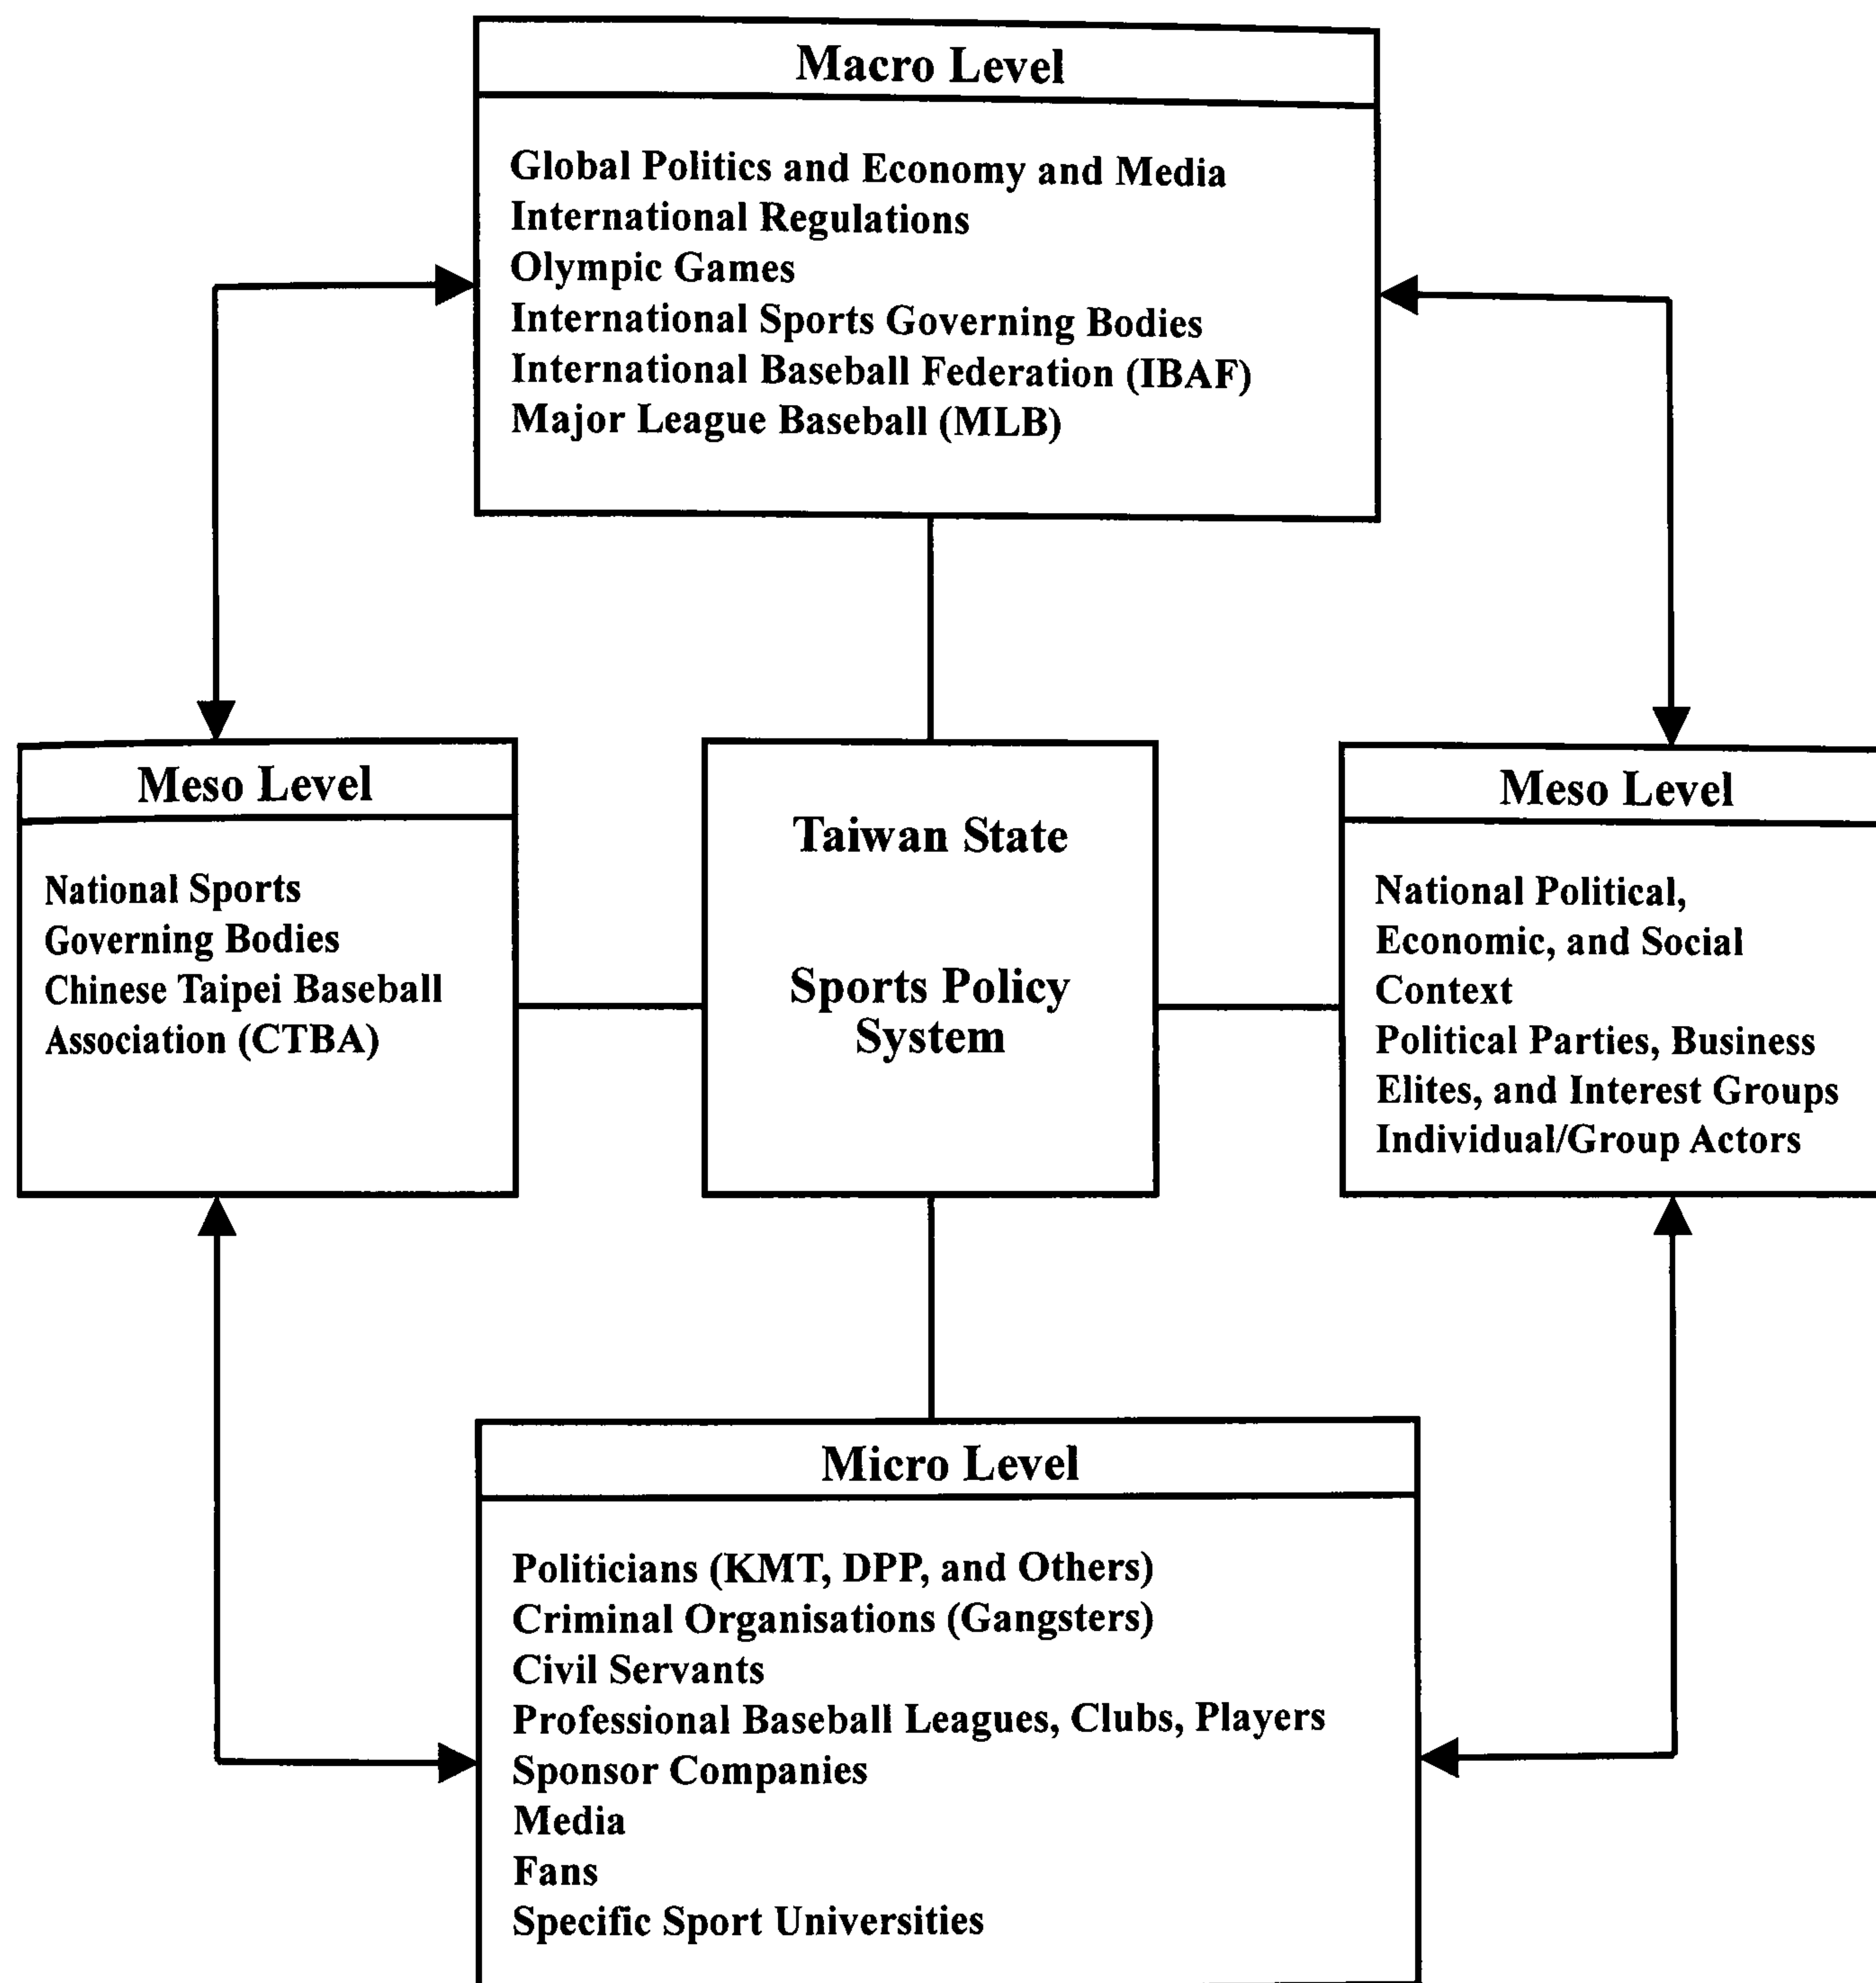 Macro Level
Global Politics and Economy and Media
International Regulations
Olympic Games
International Sports Governing Bodies
International Baseball Federation (IBAF)
Major League Baseball (MLB)
Meso Level
National Sports
Governing Bodies
Chinese Taipei Baseball
Association (CTBA)
Taiwan State
Sports Policy
System
Meso Level
National Political,
Economic, and Social
Context
Political Parties, Business
Elites, and Interest Groups
Individual/Group Actors
Micro Level
Politicians (KMT, DPP, and Others)
Criminal Organisations (Gangsters)
Civil Servants
Professional Baseball Leagues, Clubs, Players
Sponsor Companies
Media
Fans
Specific Sport Universities